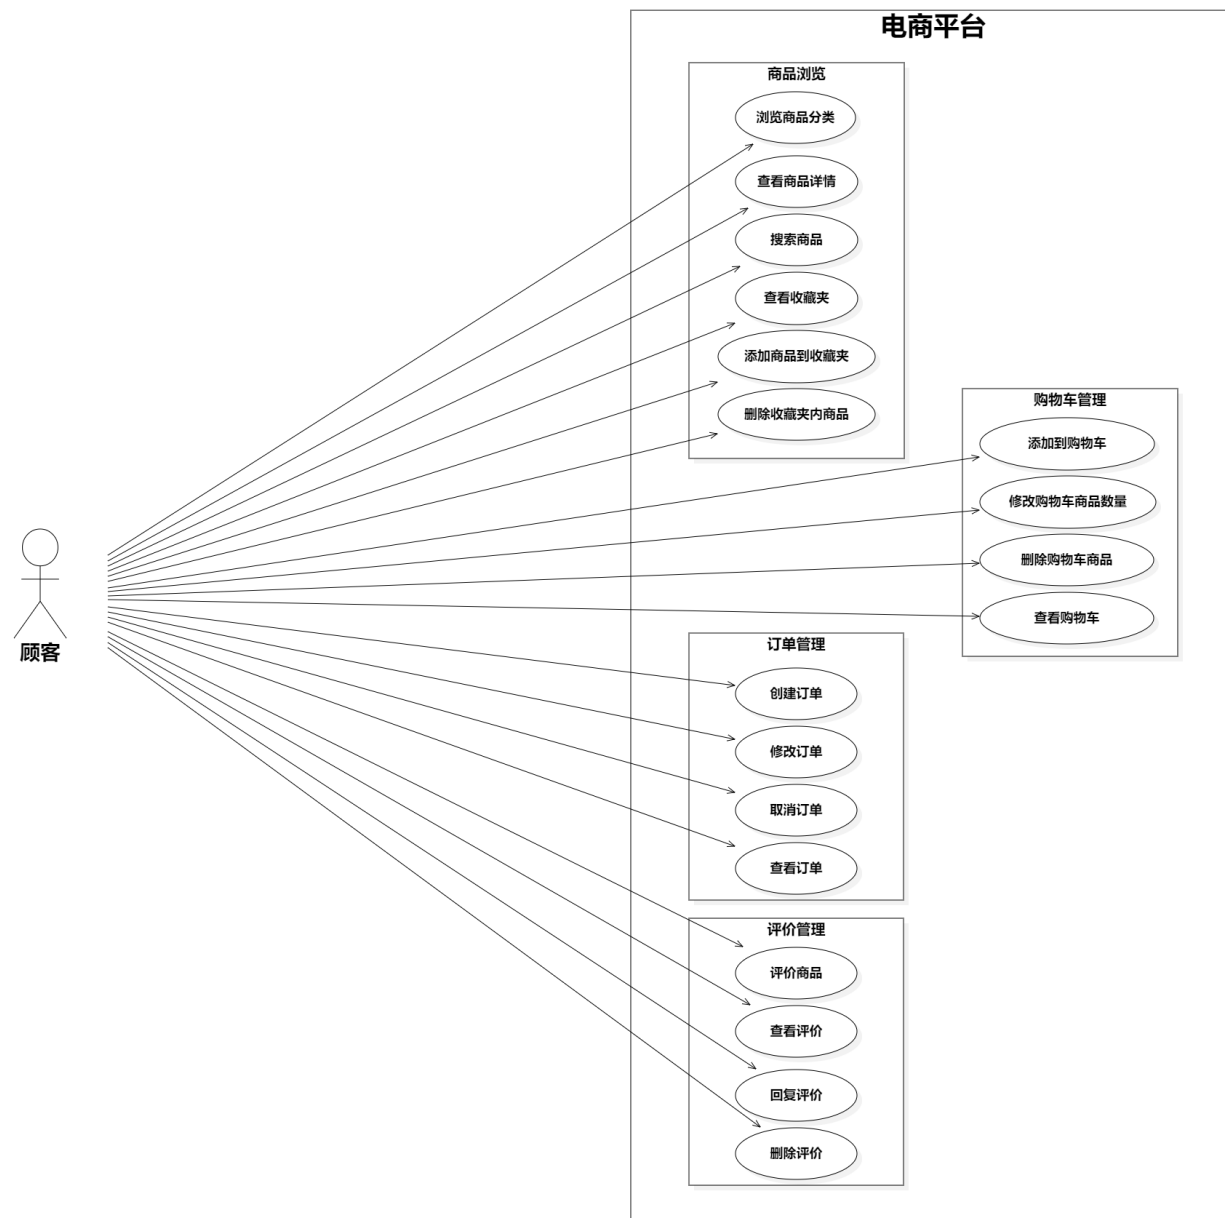 电商平台
商品浏览
浏览商品分类
查看商品详情
搜索商品
查看收藏夹
添加商品到收藏夹
删除收藏夹内商品
购物车管理
添加到购物车
修改购物车商品数量
删除购物车商品
查看购物车
顾客
订单管理
创建订单
修改订单
取消订单
查看订单
评价管理
评价商品
查看评价
回复评价
删除评价